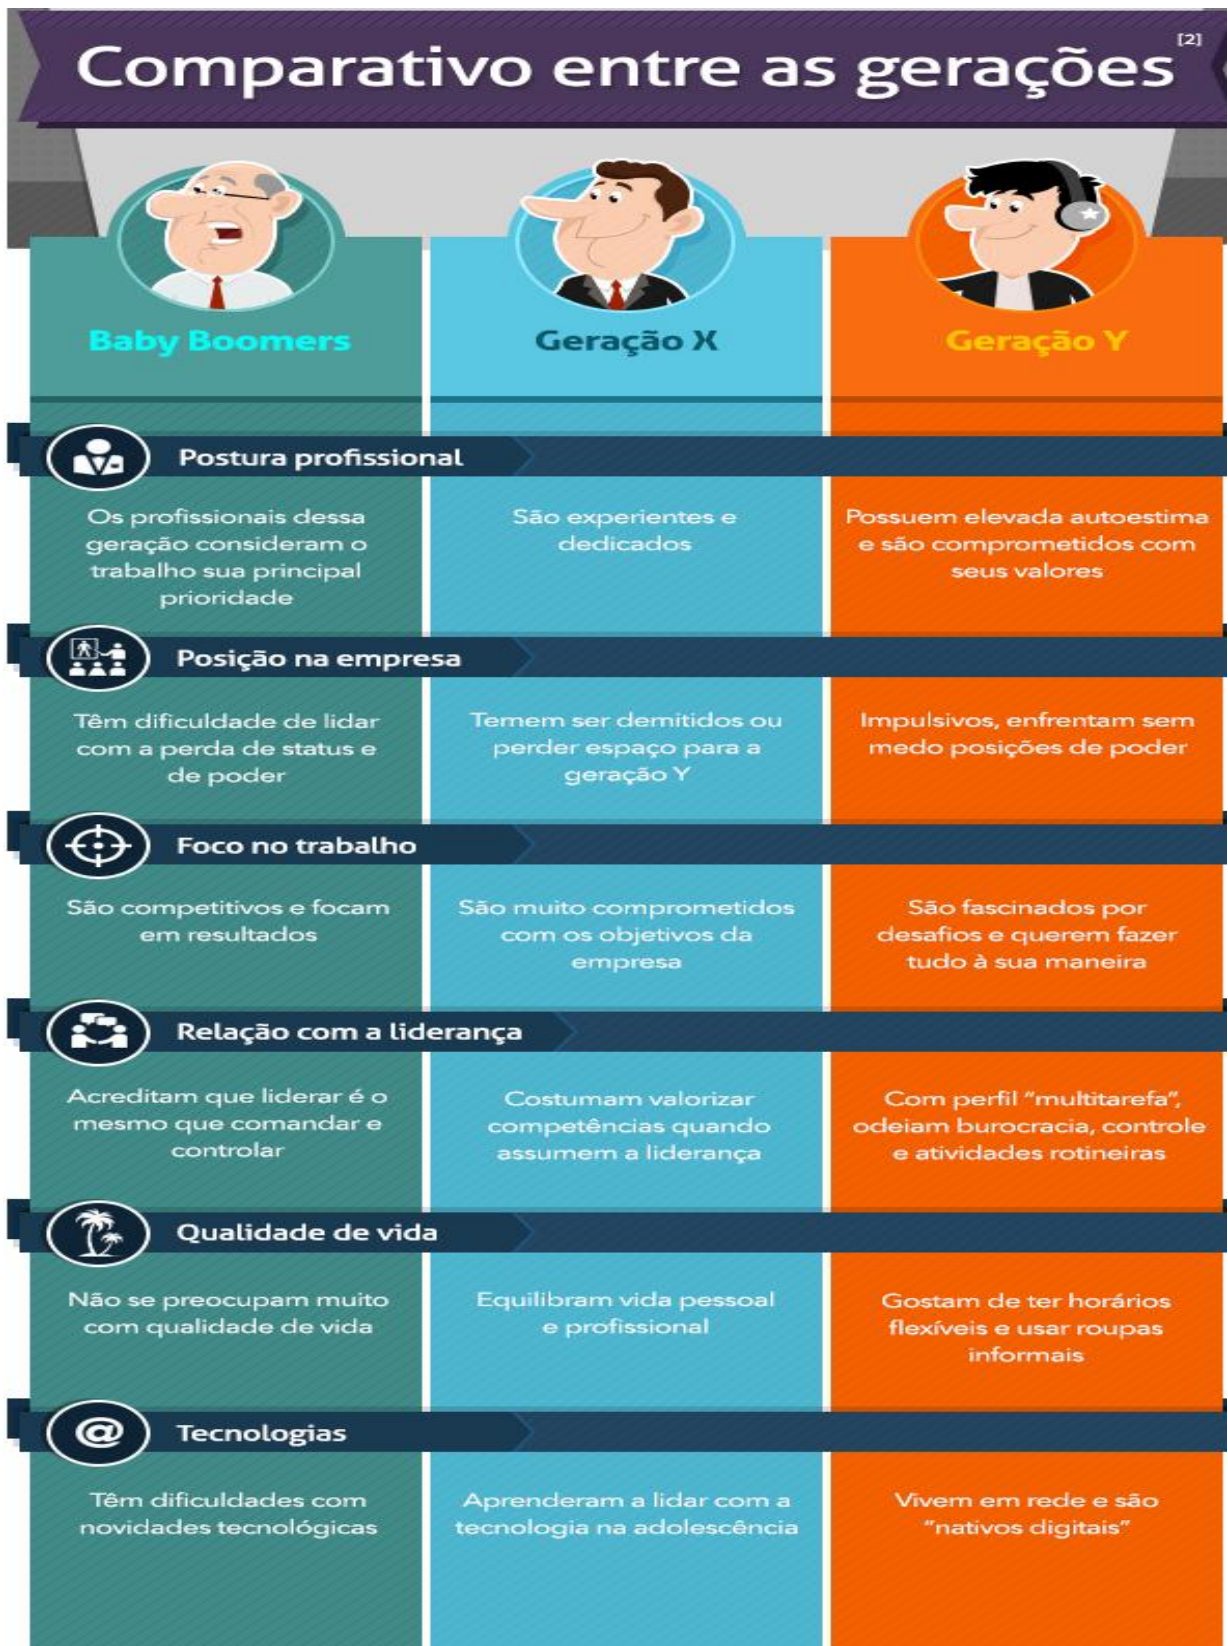 Comparativo entre as gerações
[2]
Baby Boomers
Geração X
Geração Y
Postura profissional
Os profissionais dessa
geração consideram o
trabalho sua principal
prioridade
São experientes e
dedicados
Possuem elevada autoestima
e são comprometidos com
seus valores
Posição na empresa
Têm dificuldade de lidar
com a perda de status e
de poder
Temem ser demitidos ou
perder espaço para a
geração Y
Impulsivos, enfrentam sem
medo posições de poder
Foco no trabalho
São competitivos e focam
em resultados
São muito comprometidos
com os objetivos da
empresa
São fascinados por
desafios e querem fazer
tudo à sua maneira
Relação com a liderança
Acreditam que liderar é o
mesmo que comandar e
controlar
Costumam valorizar
competências quando
assumem a liderança
Com perfil “multitarefa”,
odeiam burocracia, controle
e atividades rotineiras
Qualidade de vida
Não se preocupam muito
com qualidade de vida
Equilibram vida pessoal
e profissional
Gostam de ter horários
flexíveis e usar roupas
informais
@
Tecnologias
Têm dificuldades com
novidades tecnológicas
Aprenderam a lidar com a
tecnologia na adolescência
Vivem em rede e são
“nativos digitais”